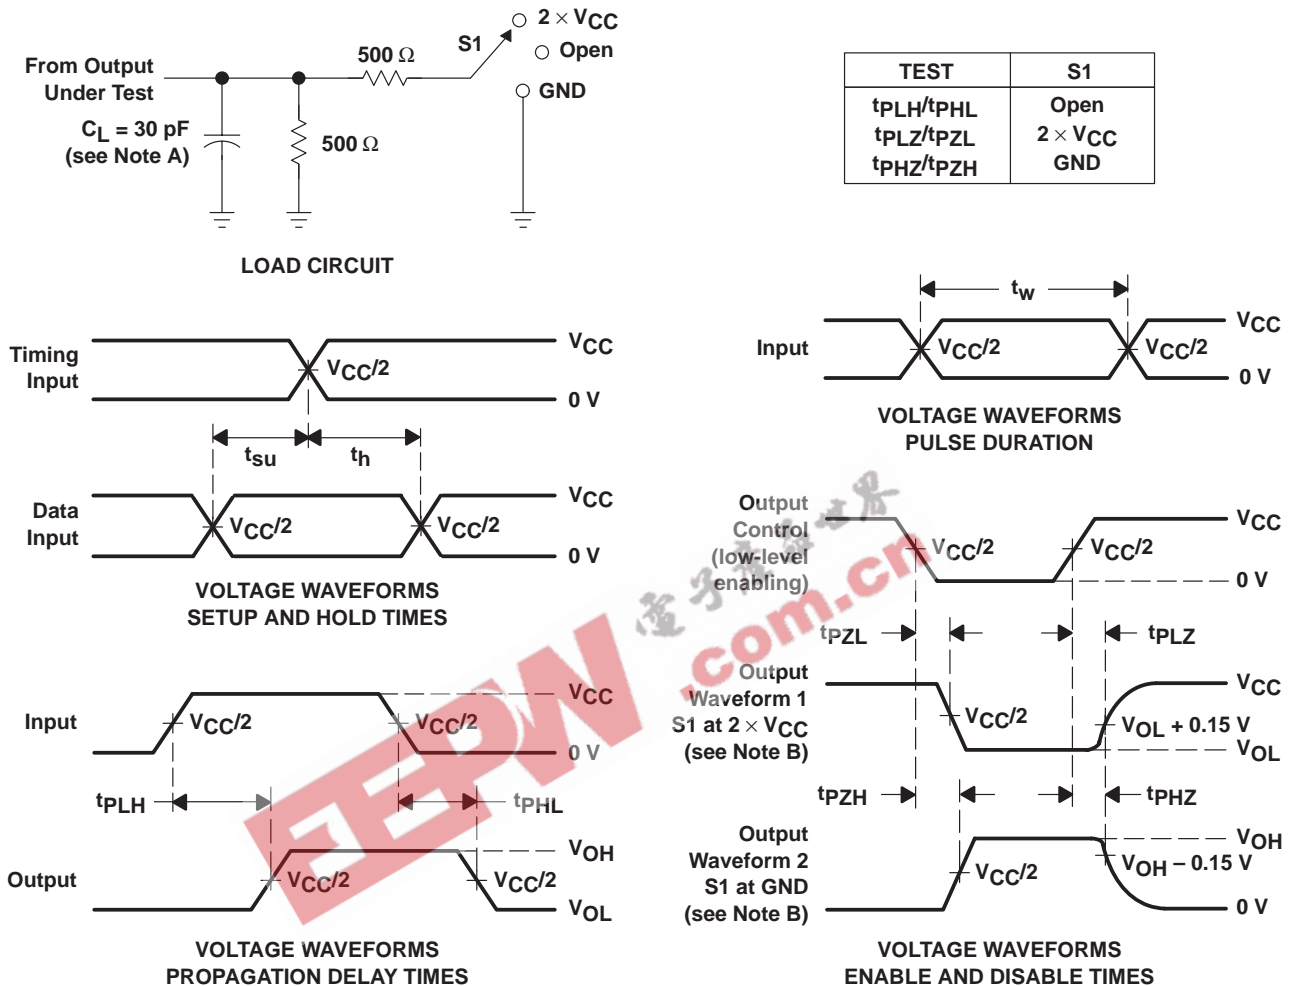 2 × VCC
S1
500 Ω
Open
From Output
Under Test
GND
CL = 30 pF
(see Note A)
500 Ω
LOAD CIRCUIT
TEST S1
tPLH/tPHL Open
tPLZ/tPZL 2 × VCC
tPHZ/tPZH GND
tw
VCC
Input
VCC/2 VCC/2
0 V
VOLTAGE WAVEFORMS
PULSE DURATION
Timing
Input
VCC
VCC/2
0 V
tsu th
Data
Input
VCC
VCC/2 VCC/2
0 V
VOLTAGE WAVEFORMS
SETUP AND HOLD TIMES
Input
VCC
VCC/2 VCC/2
0 V
tPLH tPHL
Output
VOH
VCC/2 VCC/2
VOL
VOLTAGE WAVEFORMS
PROPAGATION DELAY TIMES
Output
Control
(low-level
enabling)
VCC
VCC/2 VCC/2
0 V
tPZL tPLZ
Output
Waveform 1
S1 at 2 × VCC
(see Note B)
VCC
VCC/2
VOL + 0.15 V
VOL
tPZH tPHZ
Output
Waveform 2
S1 at GND
(see Note B)
VOH
VCC/2
VOH − 0.15 V
0 V
VOLTAGE WAVEFORMS
ENABLE AND DISABLE TIMES
EEPW
.com.cn
電子產品世界